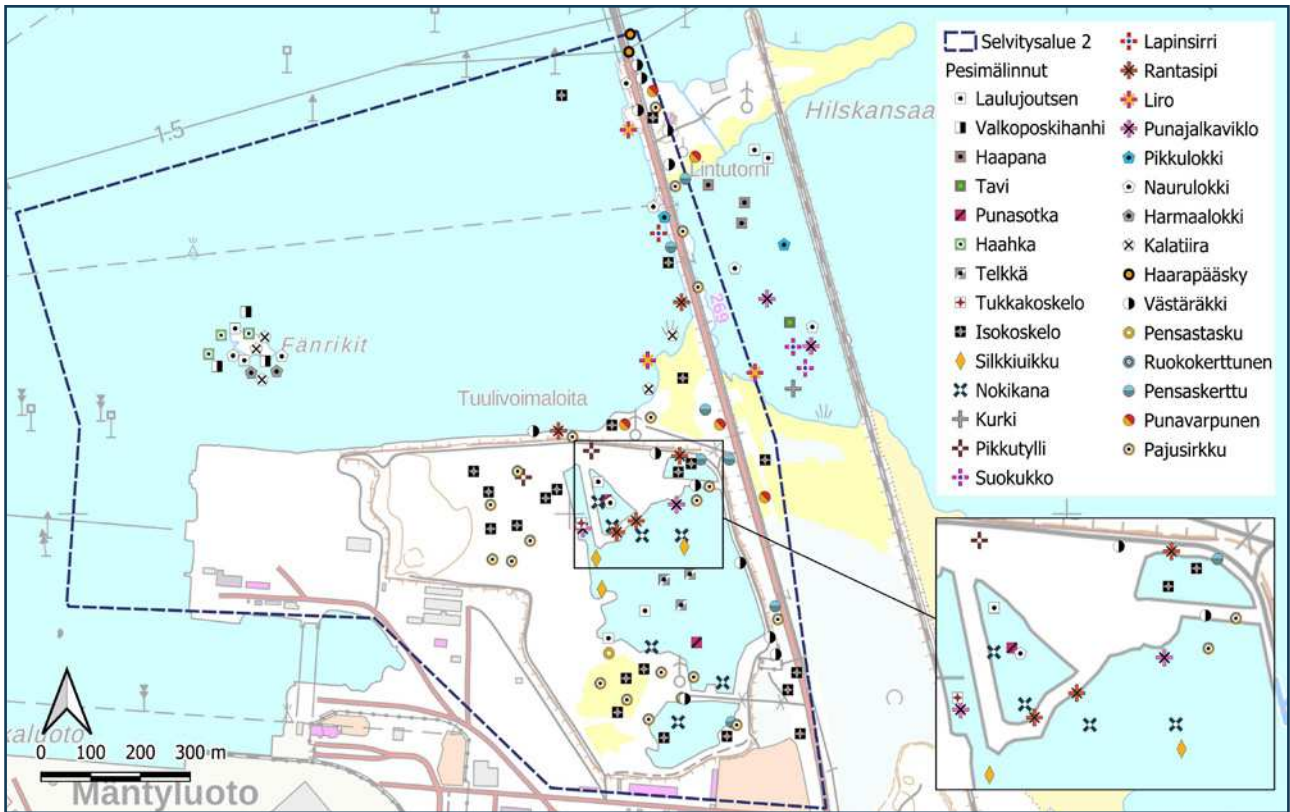 1.5
Hilskansaa
Lintutorni
269
Fänrikit
Tuulivoimaloita
0 100 200 300 m
kaluoto
Mäntyluoto
Selvitysalue 2
Pesimälinnut
Laulujoutsen
Valkoposkihanhi
Haapana
Tavi
Punasotka
Haahka
Telkkä
Tukkakoskelo
Isokoskelo
Silkkiuikku
Nokikana
Kurki
Pikkutylli
Suokukko
Lapinsirri
Rantasipi
Liro
Punajalkaviklo
Pikkulokki
Naurulokki
Harmaalokki
Kalatiira
Haarapääsky
Västäräkki
Pensastasku
Ruokokerttunen
Pensaskerttu
Punavarpunen
Pajusirkku